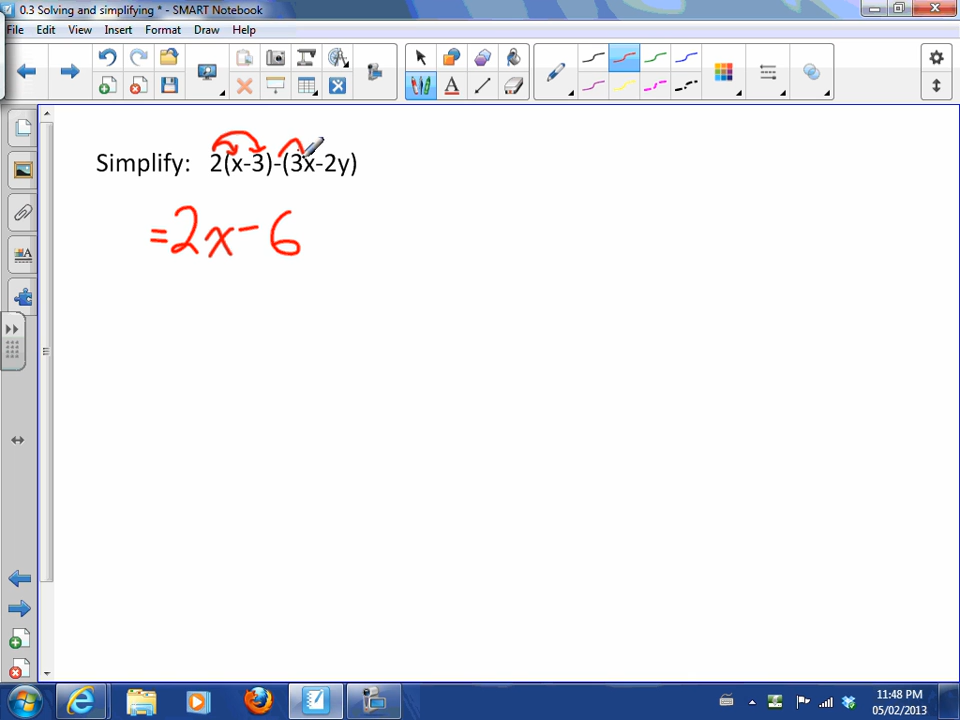 0.3 Solving and simplifying * - SMART Notebook
File Edit View Insert Format Draw Help
Simplify: 2(x-3)-(3x-2y)
=2x-6
11:48 PM
05/02/2013